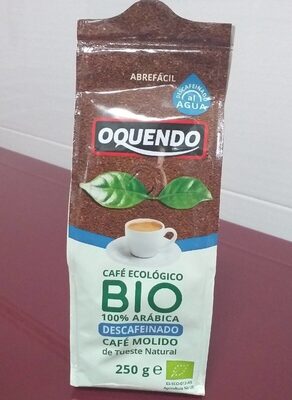 ABREFÁCIL
DESCAFEINADO
al
AGUA
OQUENDO
CAFÉ ECOLÓGICO
BIO
100% ARÁBICA
DESCAFEINADO
CAFÉ MOLIDO
de Tueste Natural
250 g e